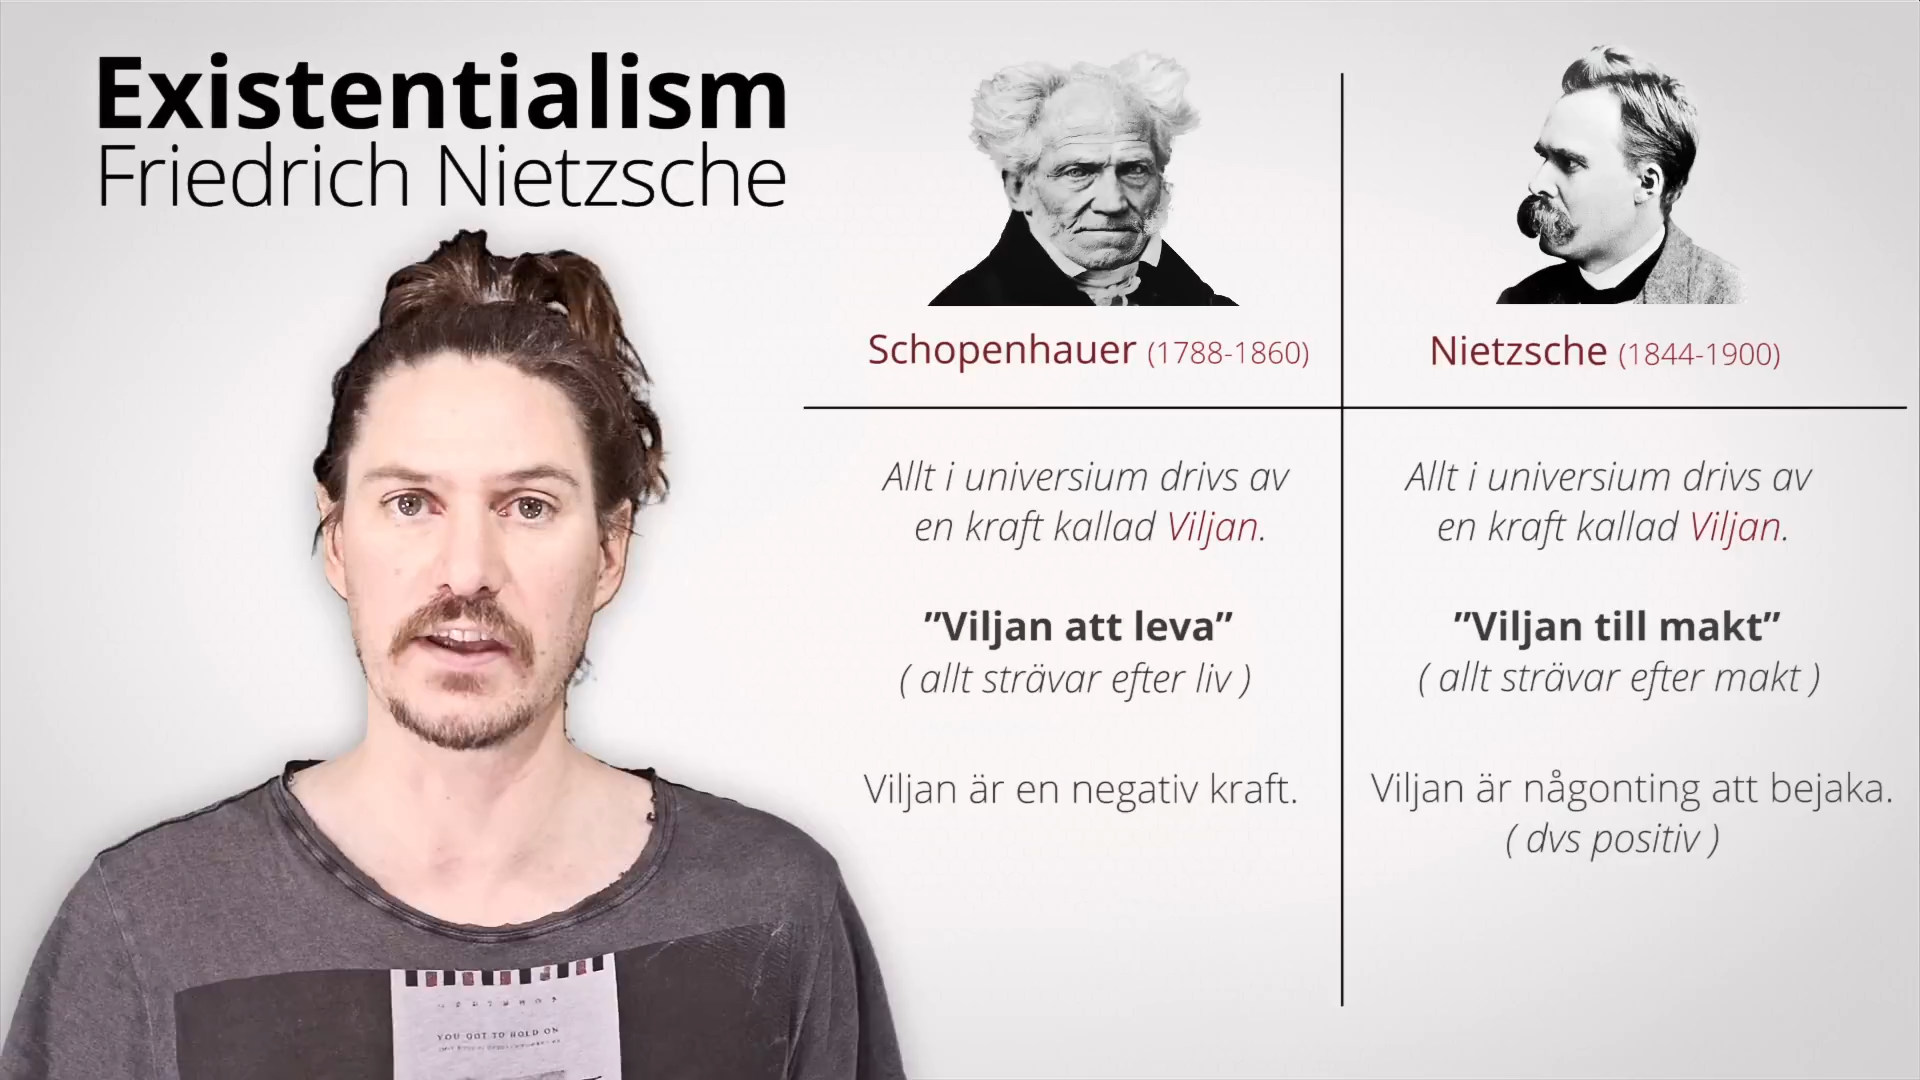 Existentialism
Friedrich Nietzsche
Schopenhauer (1788-1860)
Allt i universium drivs av
en kraft kallad Viljan.
”Viljan att leva”
( allt strävar efter liv )
Viljan är en negativ kraft.
Nietzsche (1844-1900)
Allt i universium drivs av
en kraft kallad Viljan.
”Viljan till makt”
( allt strävar efter makt )
Viljan är någonting att bejaka.
( dvs positiv )
YOU GOT TO HOLD ON